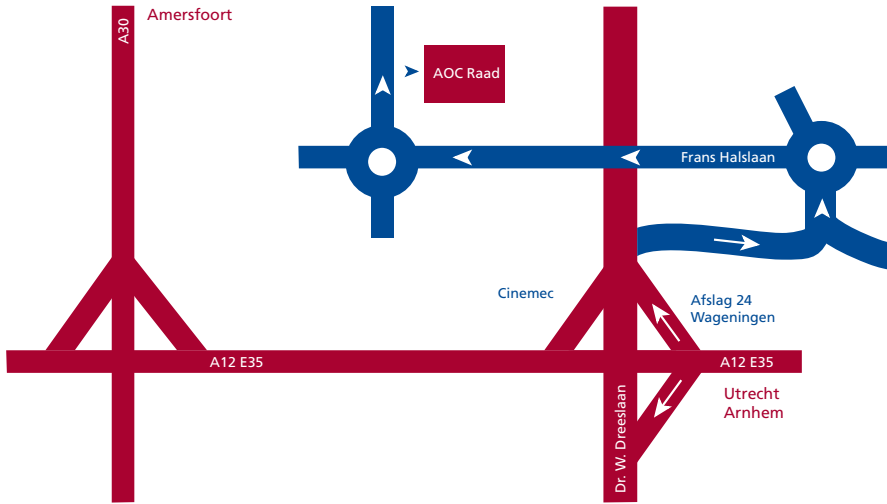 Amersfoort
A30
AOC Raad
Frans Halslaan
Cinemec
Afslag 24
Wageningen
A12 E35
A12 E35
Utrecht
Arnhem
Dr. W. Dreeslaan